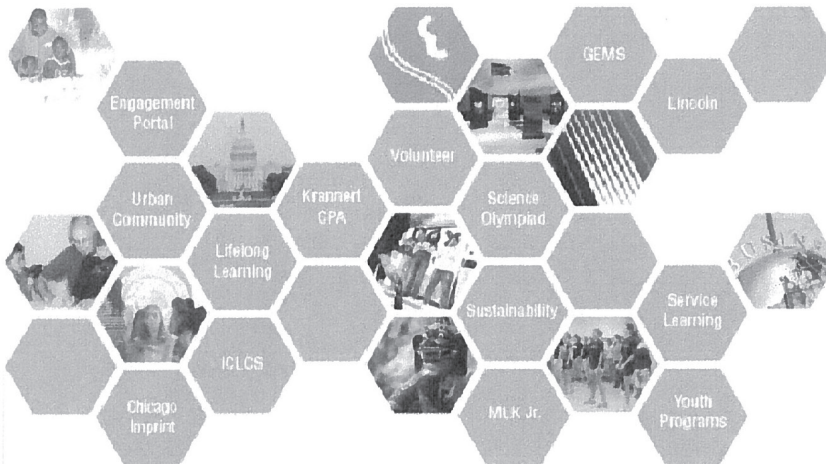 GEMS
Lincoln
Engagement
Portal
Volunteer
Urban
Community
Krannert
CPA
Science
Olympiad
Lifelong
Learning
BUSINE
Sustainability
Service
Learning
ICLCS
Chicago
Imprint
MLK Jr.
Youth
Programs